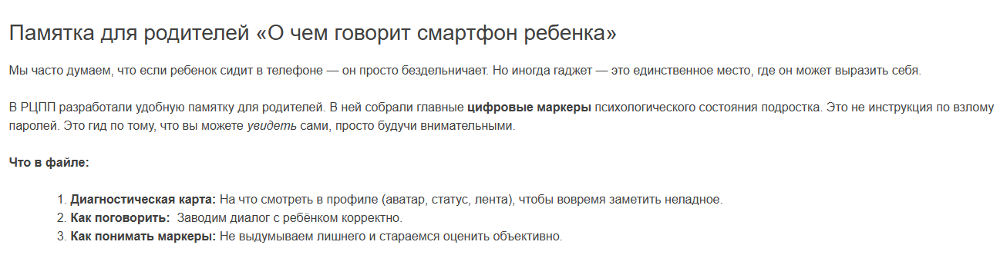 Памятка для родителей «О чем говорит смартфон ребенка»
Мы часто думаем, что если ребенок сидит в телефоне — он просто бездельничает. Но иногда гаджет — это единственное место, где он может выразить себя.
В РЦПП разработали удобную памятку для родителей. В ней собрали главные цифровые маркеры психологического состояния подростка. Это не инструкция по взлому
паролей. Это гид по тому, что вы можете увидеть сами, просто будучи внимательными.
Что в файле:
1. Диагностическая карта: На что смотреть в профиле (аватар, статус, лента), чтобы вовремя заметить неладное.
2. Как поговорить:  Заводим диалог с ребёнком корректно.
3. Как понимать маркеры: Не выдумываем лишнего и стараемся оценить объективно.